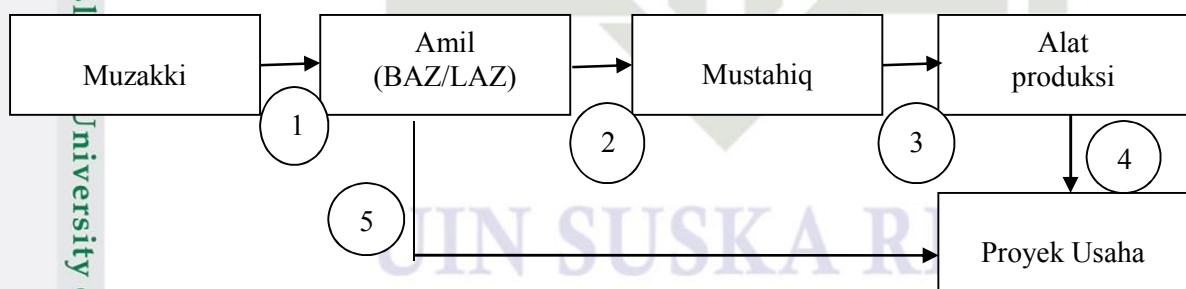 Muzakki
Amil
(BAZ/LAZ)
Mustahiq
Alat
produksi
1
2
3
4
5
Proyek Usaha
UIN SUSKA R
University